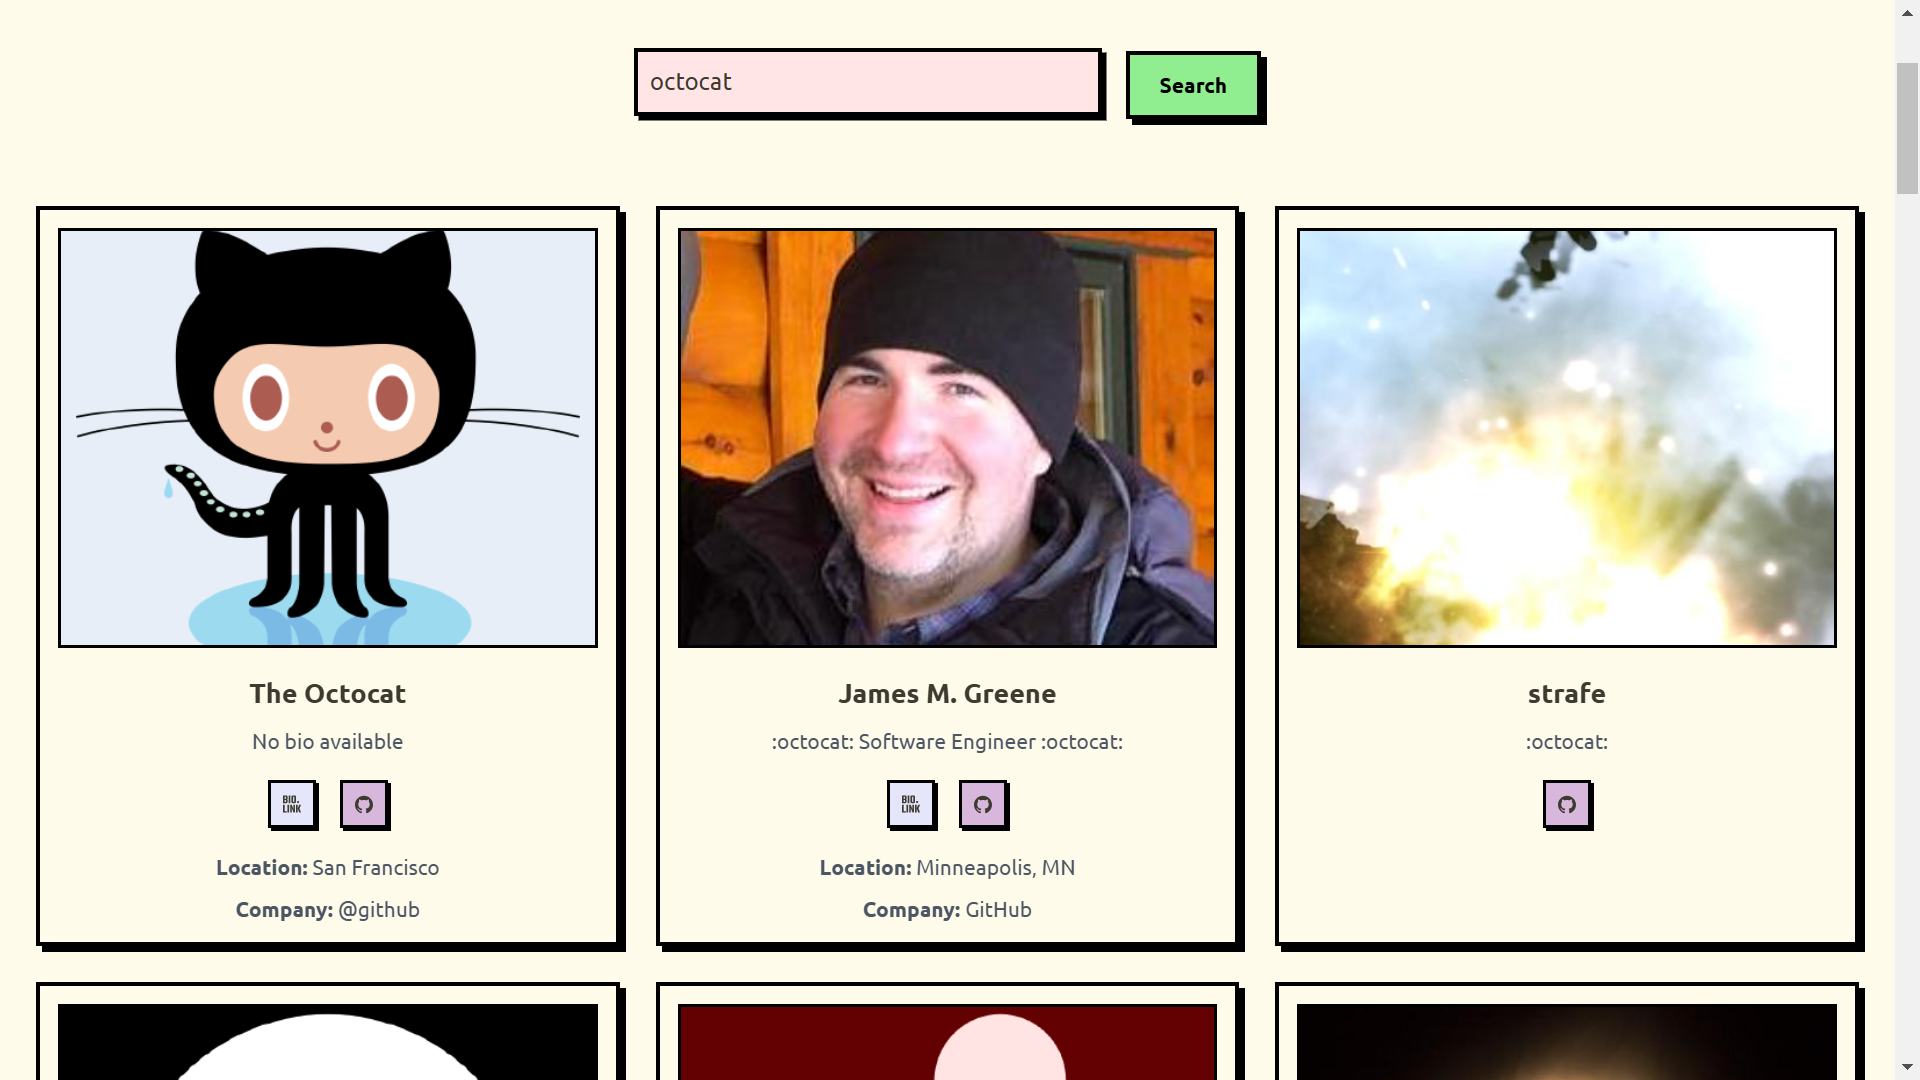 octocat
Search
The Octocat
No bio available
BIO.
LINK
Location: San Francisco
Company: @github
James M. Greene
:octocat: Software Engineer :octocat:
BIO.
LINK
Location: Minneapolis, MN
Company: GitHub
strafe
:octocat: